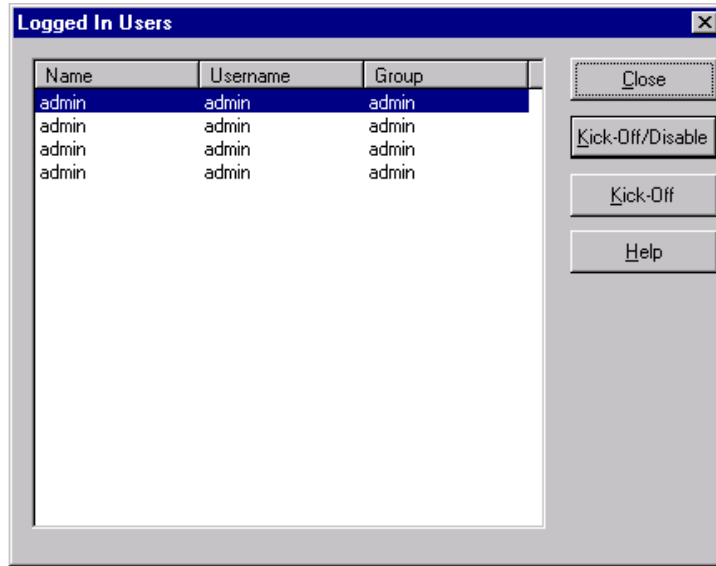 Logged In Users
Name Username Group
admin admin admin
admin admin admin
admin admin admin
admin admin admin
Close
Kick-Off/Disable
Kick-Off
Help